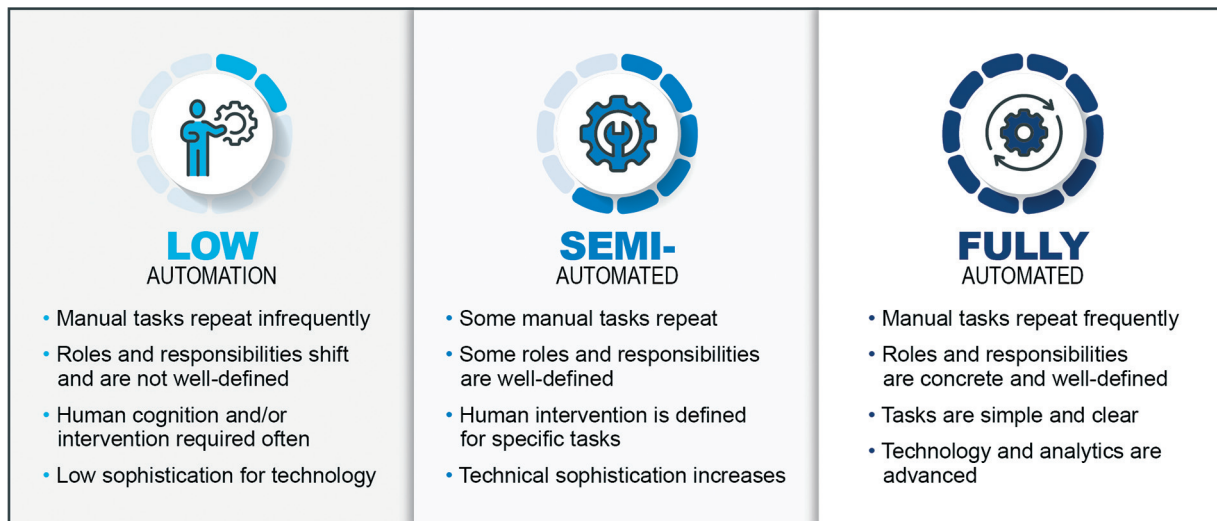 LOW
AUTOMATION
• Manual tasks repeat infrequently
• Roles and responsibilities shift
and are not well-defined
• Human cognition and/or
intervention required often
• Low sophistication for technology
SEMI-
AUTOMATED
• Some manual tasks repeat
• Some roles and responsibilities
are well-defined
• Human intervention is defined
for specific tasks
• Technical sophistication increases
FULLY
AUTOMATED
• Manual tasks repeat frequently
• Roles and responsibilities
are concrete and well-defined
• Tasks are simple and clear
• Technology and analytics are
advanced